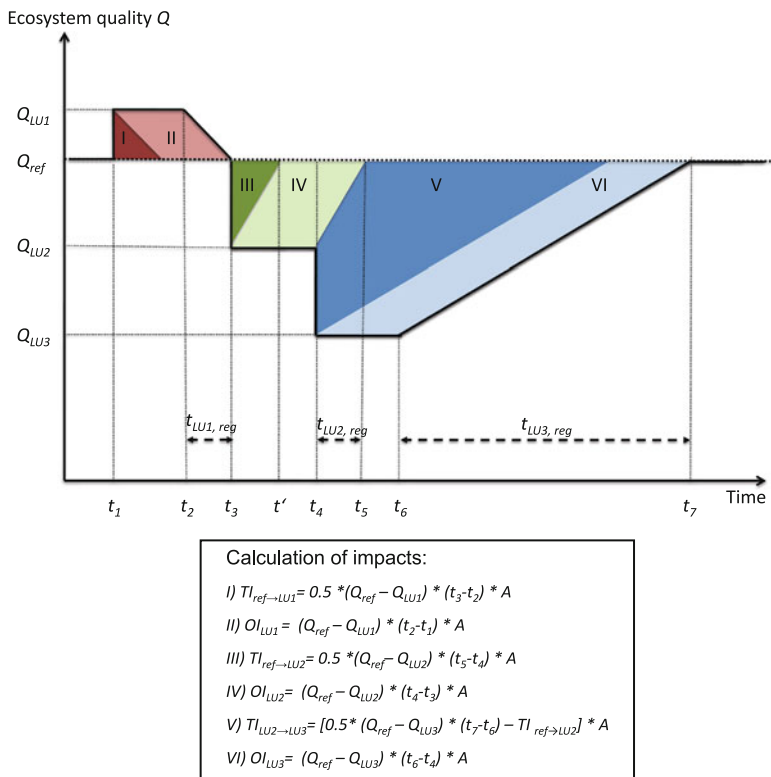 Ecosystem quality Q
Q_LU1
I II
Q_ref
III IV V VI
Q_LU2
Q_LU3
t_LU1, reg t_LU2, reg t_LU3, reg
t_1 t_2 t_3 t‘ t_4 t_5 t_6 t_7 Time
Calculation of impacts:
I) TI_ref→LU1= 0.5 *(Q_ref – Q_LU1) * (t_3-t_2) * A
II) OI_LU1 = (Q_ref – Q_LU1) * (t_2-t_1) * A
III) TI_ref→LU2= 0.5 *(Q_ref– Q_LU2) * (t_5-t_4) * A
IV) OI_LU2= (Q_ref – Q_LU2) * (t_4-t_3) * A
V) TI_LU2→LU3= [0.5* (Q_ref – Q_LU3) * (t_7-t_6) – TI_ref→LU2] * A
VI) OI_LU3= (Q_ref – Q_LU3) * (t_6-t_4) * A